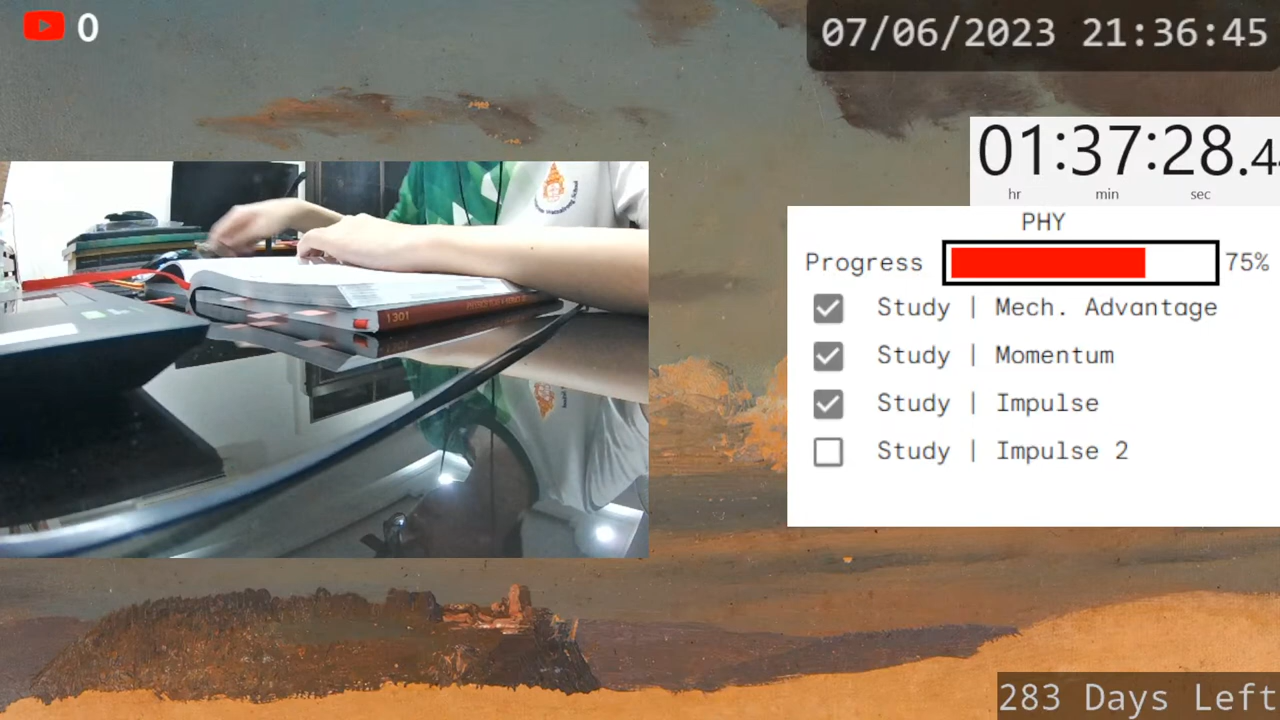 0
07/06/2023 21:36:45
01:37:28.4
hr min sec
PHY
Progress 75%
Study | Mech. Advantage
Study | Momentum
Study | Impulse
Study | Impulse 2
1301
283 Days Left